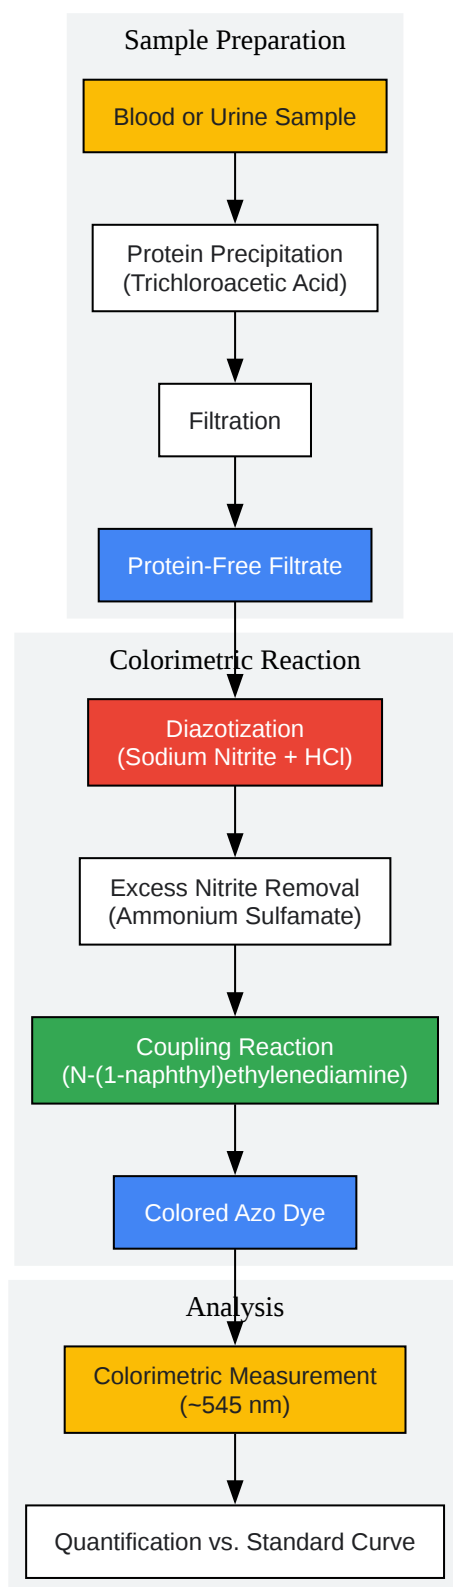 Sample Preparation
Blood or Urine Sample
Protein Precipitation
(Trichloroacetic Acid)
Filtration
Protein-Free Filtrate
Colorimetric Reaction
Diazotization
(Sodium Nitrite + HCl)
Excess Nitrite Removal
(Ammonium Sulfamate)
Coupling Reaction
(N-(1-naphthyl)ethylenediamine)
Colored Azo Dye
Analysis
Colorimetric Measurement
(~545 nm)
Quantification vs. Standard Curve